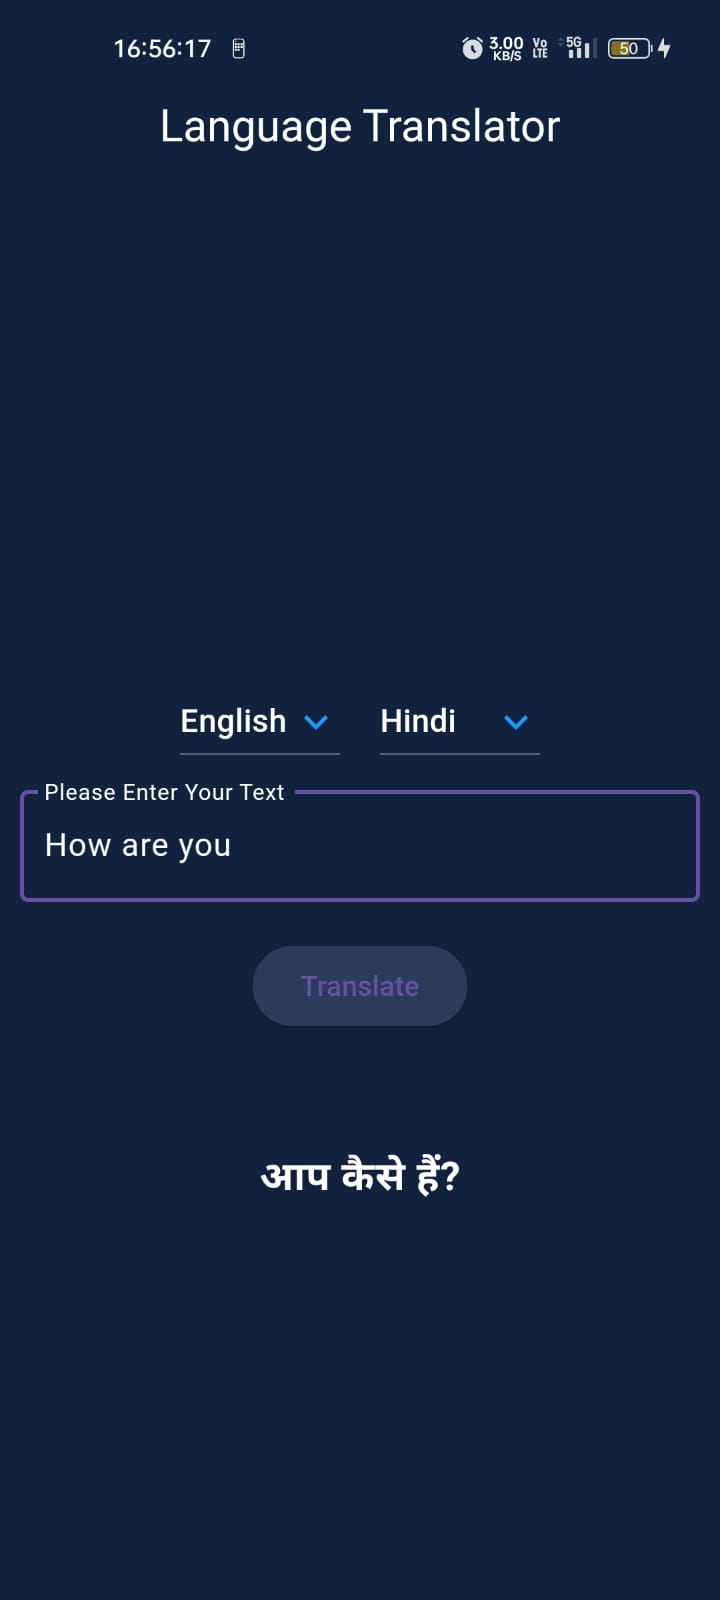 16:56:17 3.00 KB/S Vo LTE 5G 50
Language Translator
English Hindi
Please Enter Your Text
How are you
Translate
आप कैसे हैं?